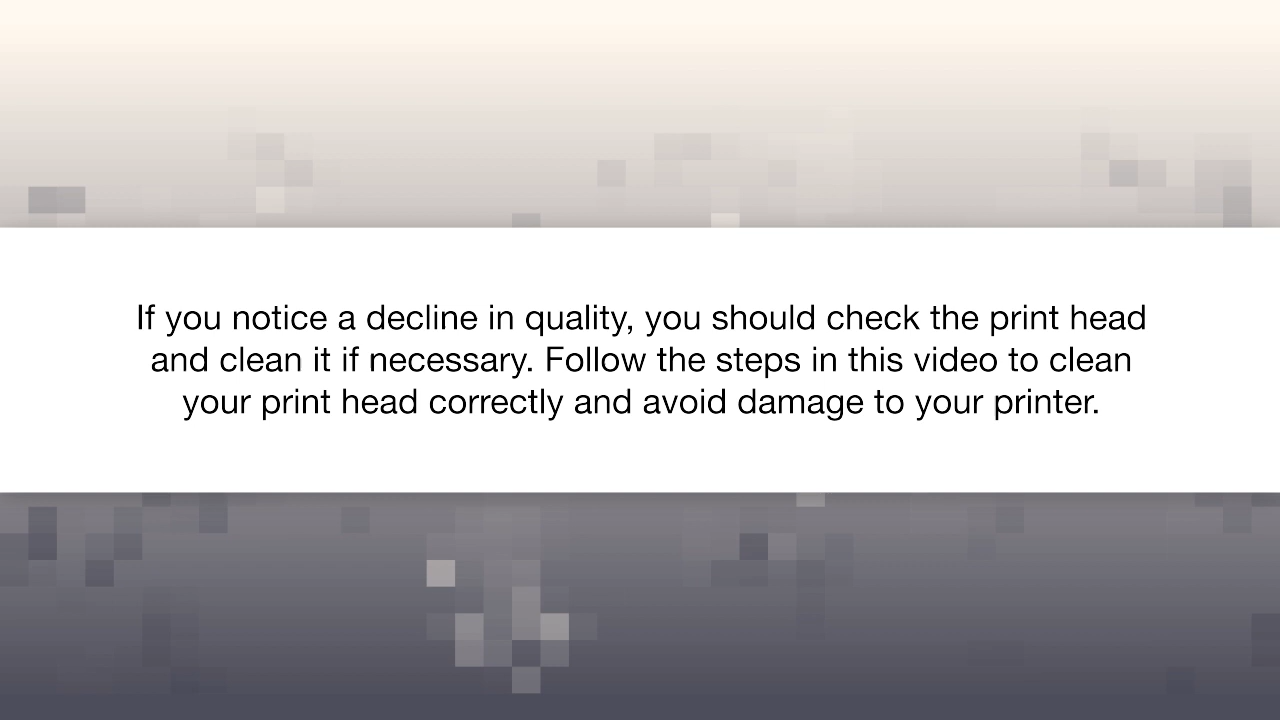 If you notice a decline in quality, you should check the print head
and clean it if necessary. Follow the steps in this video to clean
your print head correctly and avoid damage to your printer.